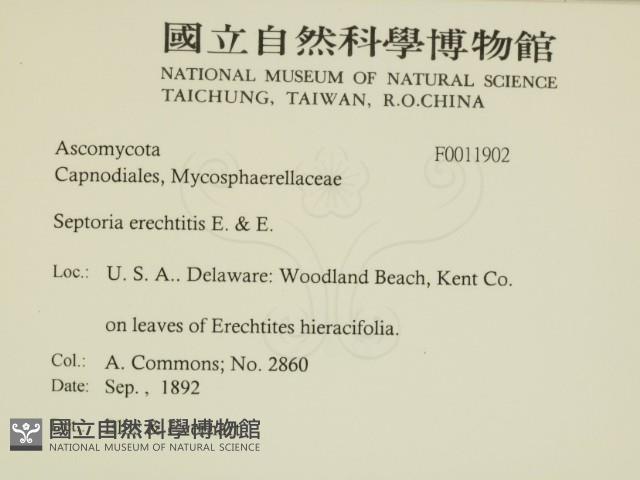 國立自然科學博物館
NATIONAL MUSEUM OF NATURAL SCIENCE
TAICHUNG, TAIWAN, R.O.CHINA
Ascomycota F0011902
Capnodiales, Mycosphaerellaceae
Septoria erechtitis E. & E.
Loc.: U. S. A.. Delaware: Woodland Beach, Kent Co.
on leaves of Erechtites hieracifolia.
Col.: A. Commons; No. 2860
Date: Sep. , 1892
國立自然科學博物館
NATIONAL MUSEUM OF NATURAL SCIENCE